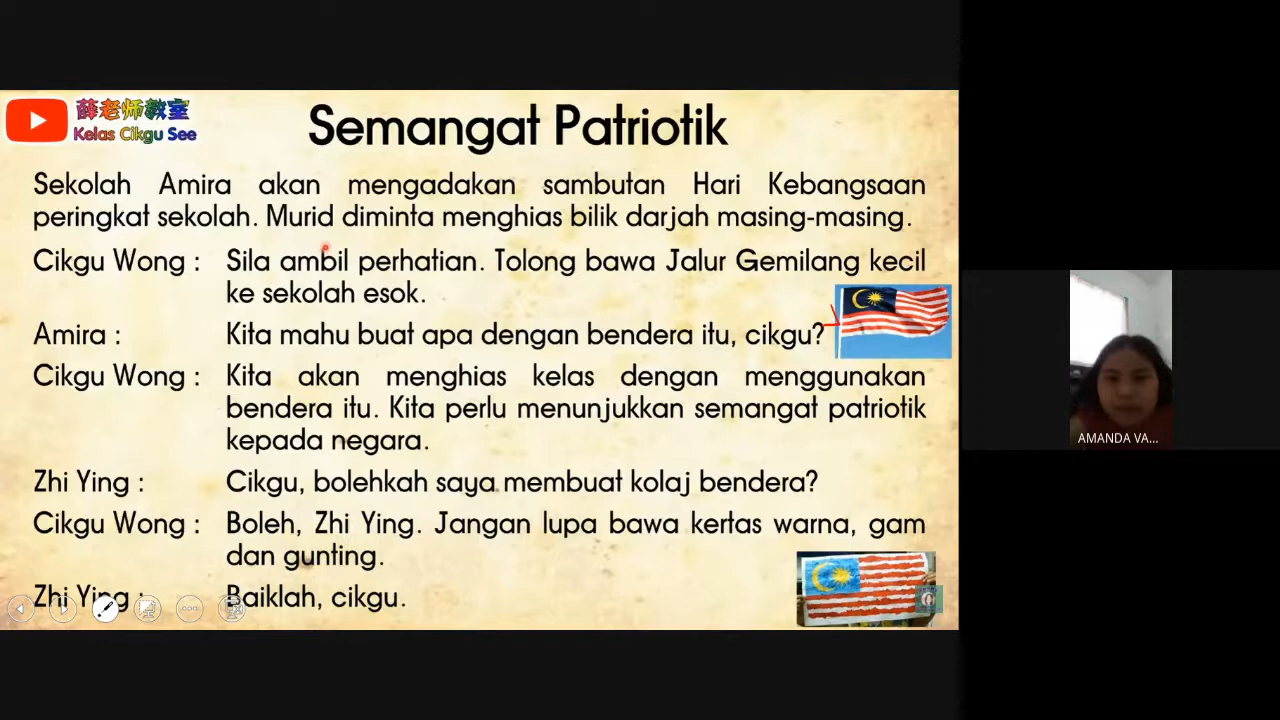 薛老师教室
Kelas Cikgu See
Semangat Patriotik
Sekolah Amira akan mengadakan sambutan Hari Kebangsaan
peringkat sekolah. Murid diminta menghias bilik darjah masing-masing.
Cikgu Wong : Sila ambil perhatian. Tolong bawa Jalur Gemilang kecil
ke sekolah esok.
Amira : Kita mahu buat apa dengan bendera itu, cikgu?
Cikgu Wong : Kita akan menghias kelas dengan menggunakan
bendera itu. Kita perlu menunjukkan semangat patriotik
kepada negara.
Zhi Ying : Cikgu, bolehkah saya membuat kolaj bendera?
Cikgu Wong : Boleh, Zhi Ying. Jangan lupa bawa kertas warna, gam
dan gunting.
Zhi Ying : Baiklah, cikgu.
AMANDA VA...